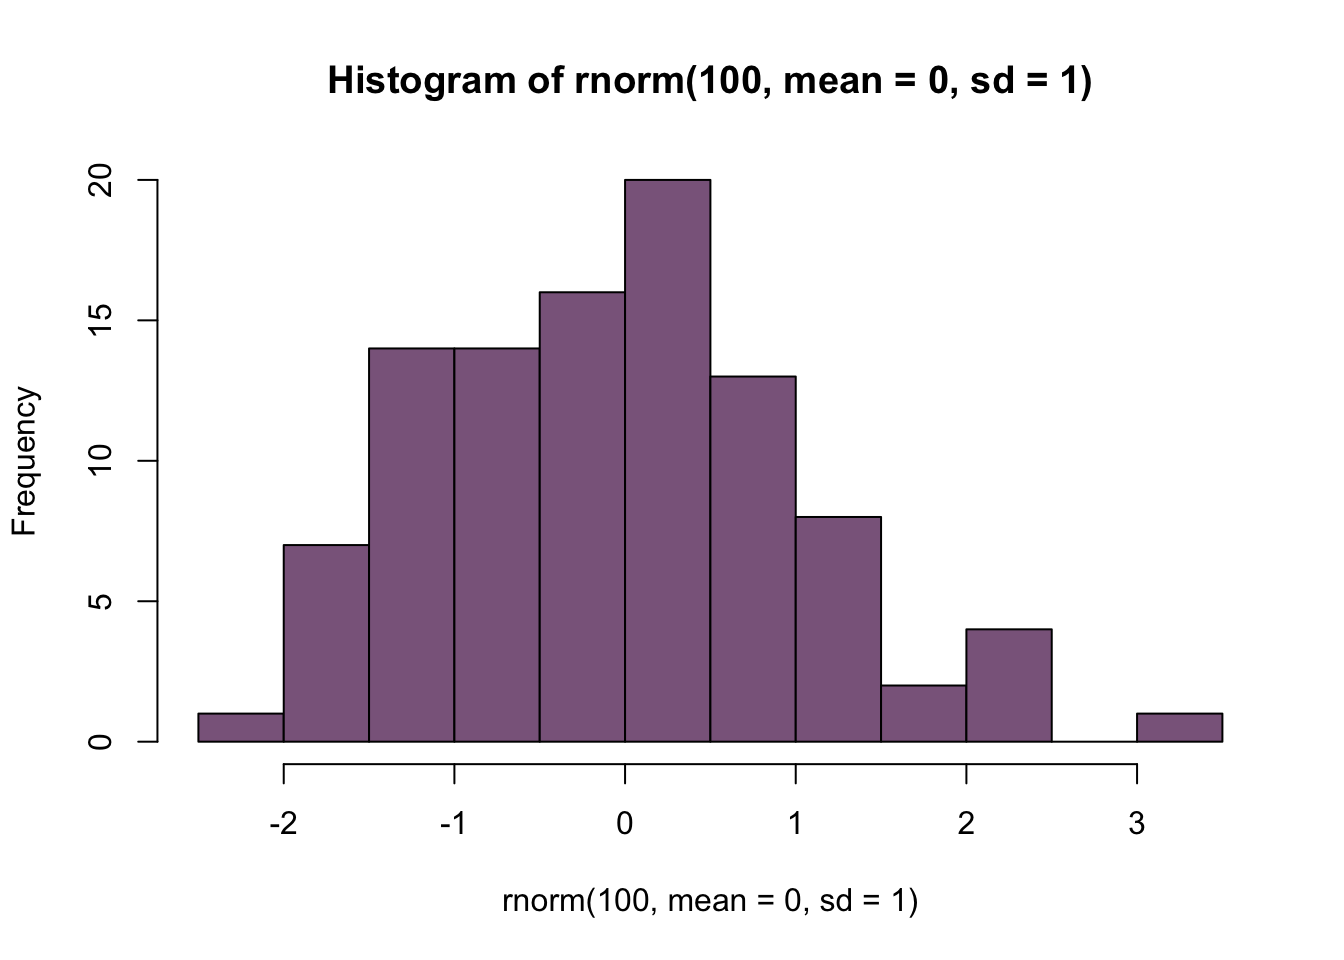 Histogram of rnorm(100, mean = 0, sd = 1)
20
15
10
5
0
Frequency
-2 -1 0 1 2 3
rnorm(100, mean = 0, sd = 1)